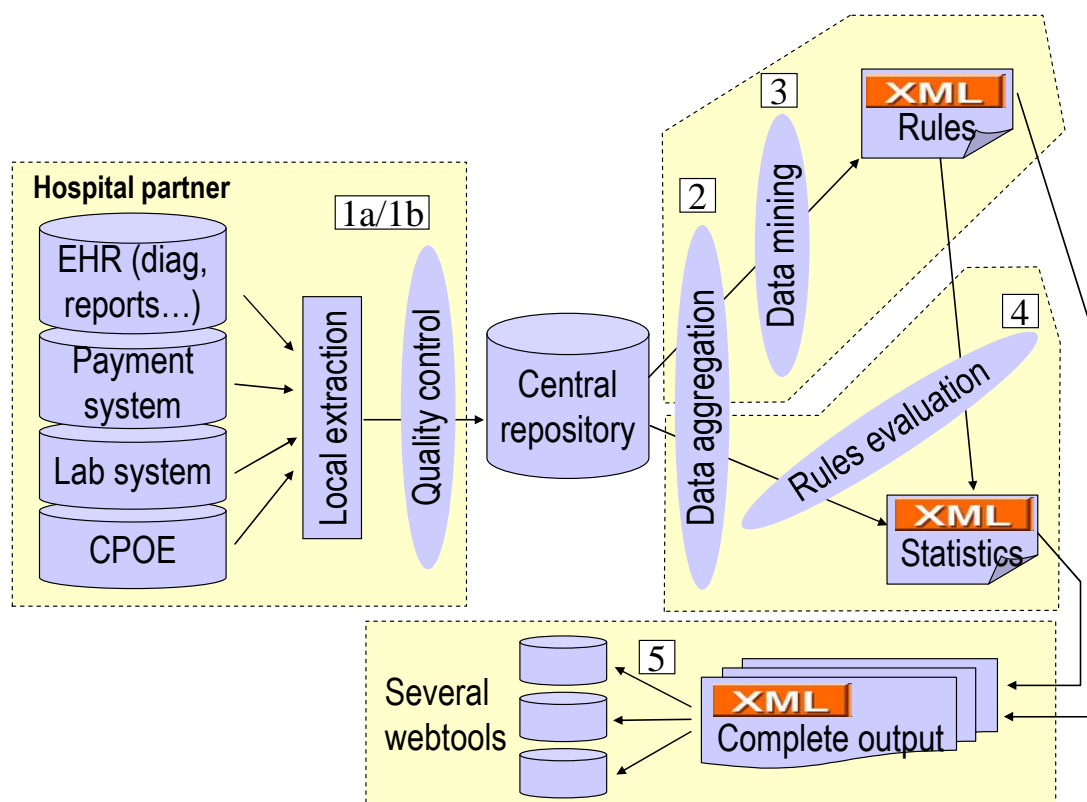 Hospital partner
EHR (diag,
reports…)
Payment
system
Lab system
CPOE
Local extraction
1a/1b
Quality control
Central
repository
2
Data aggregation
3
Data mining
XML
Rules
4
Rules evaluation
XML
Statistics
5
Several
webtools
XML
Complete output